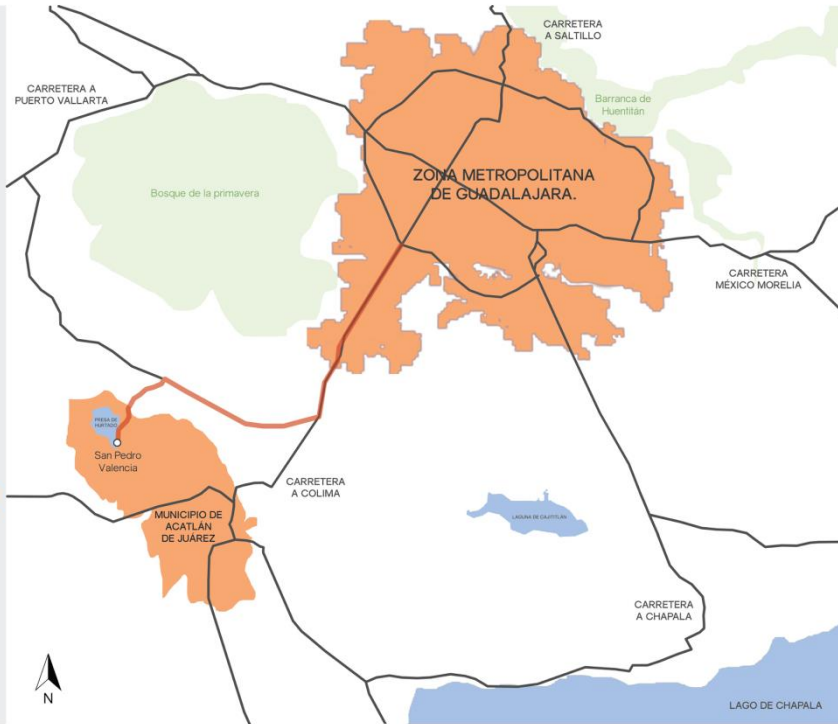 CARRETERA
A SALTILLO
CARRETERA A
PUERTO VALLARTA
Barranca de
Huentitán
ZONA METROPOLITANA
DE GUADALAJARA.
Bosque de la primavera
CARRETERA
MÉXICO MORELIA
PRESA DE
HURTADO
San Pedro
Valencia
CARRETERA
A COLIMA
MUNICIPIO DE
ACATLÁN
DE JUÁREZ
LAGUNA DE CAJITITLÁN
CARRETERA
A CHAPALA
N
LAGO DE CHAPALA